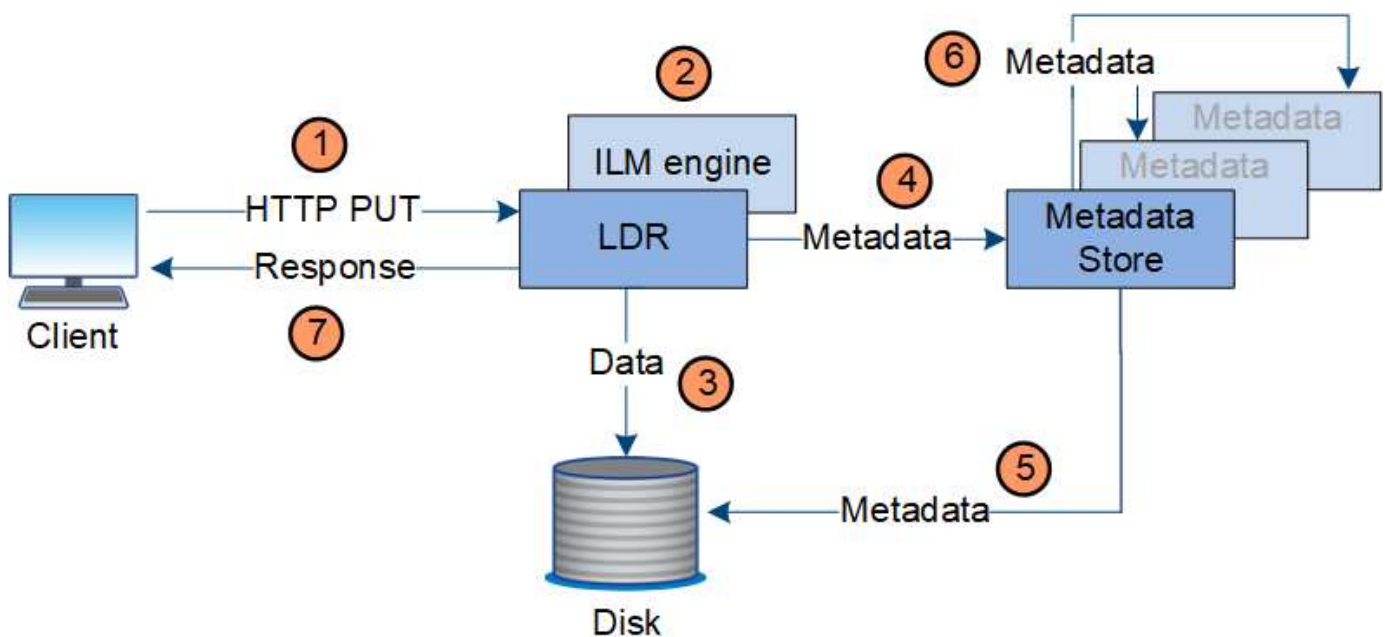 6
Metadata
2
Metadata
1
ILM engine
Metadata
4
HTTP PUT
LDR
Metadata
Metadata
Store
Response
Client
7
Data
3
5
Metadata
Disk